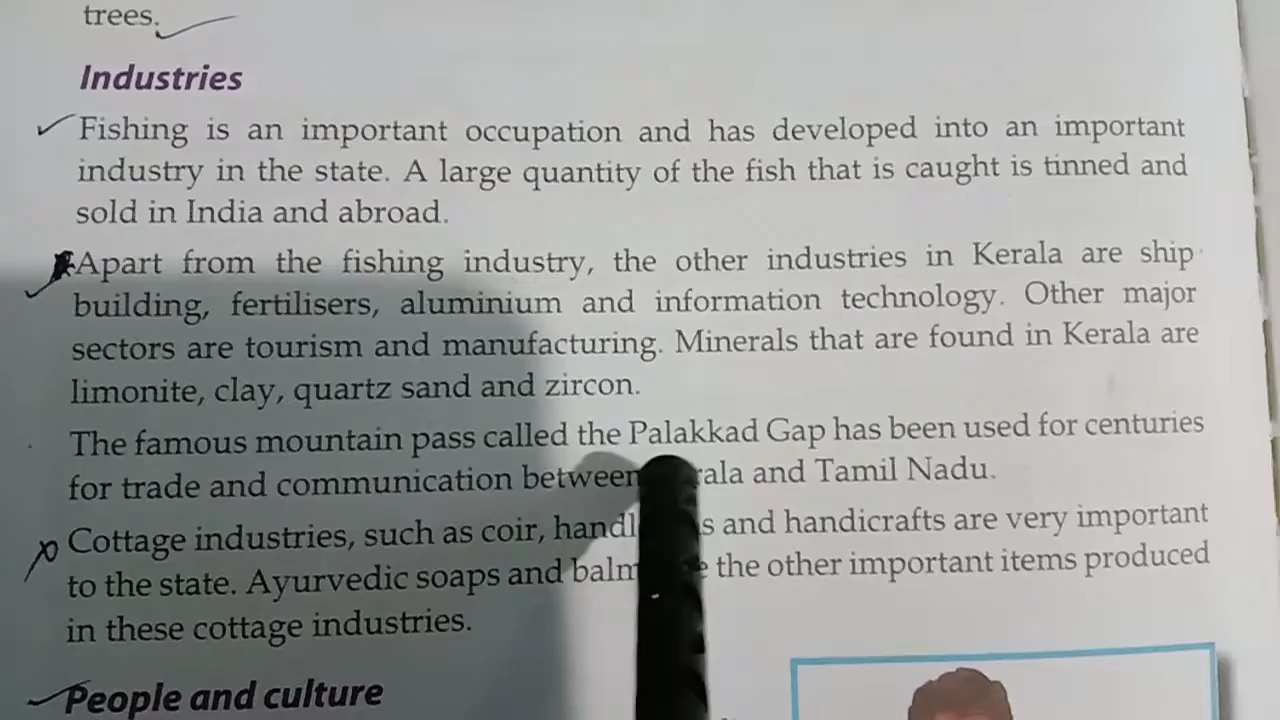 trees.
Industries
Fishing is an important occupation and has developed into an important
industry in the state. A large quantity of the fish that is caught is tinned and
sold in India and abroad.
Apart from the fishing industry, the other industries in Kerala are ship
building, fertilisers, aluminium and information technology. Other major
sectors are tourism and manufacturing. Minerals that are found in Kerala are
limonite, clay, quartz sand and zircon.
The famous mountain pass called the Palakkad Gap has been used for centuries
for trade and communication between and Tamil Nadu.
Cottage industries, such as coir, and handicrafts are very important
to the state. Ayurvedic soaps and the other important items produced
in these cottage industries.
People and culture